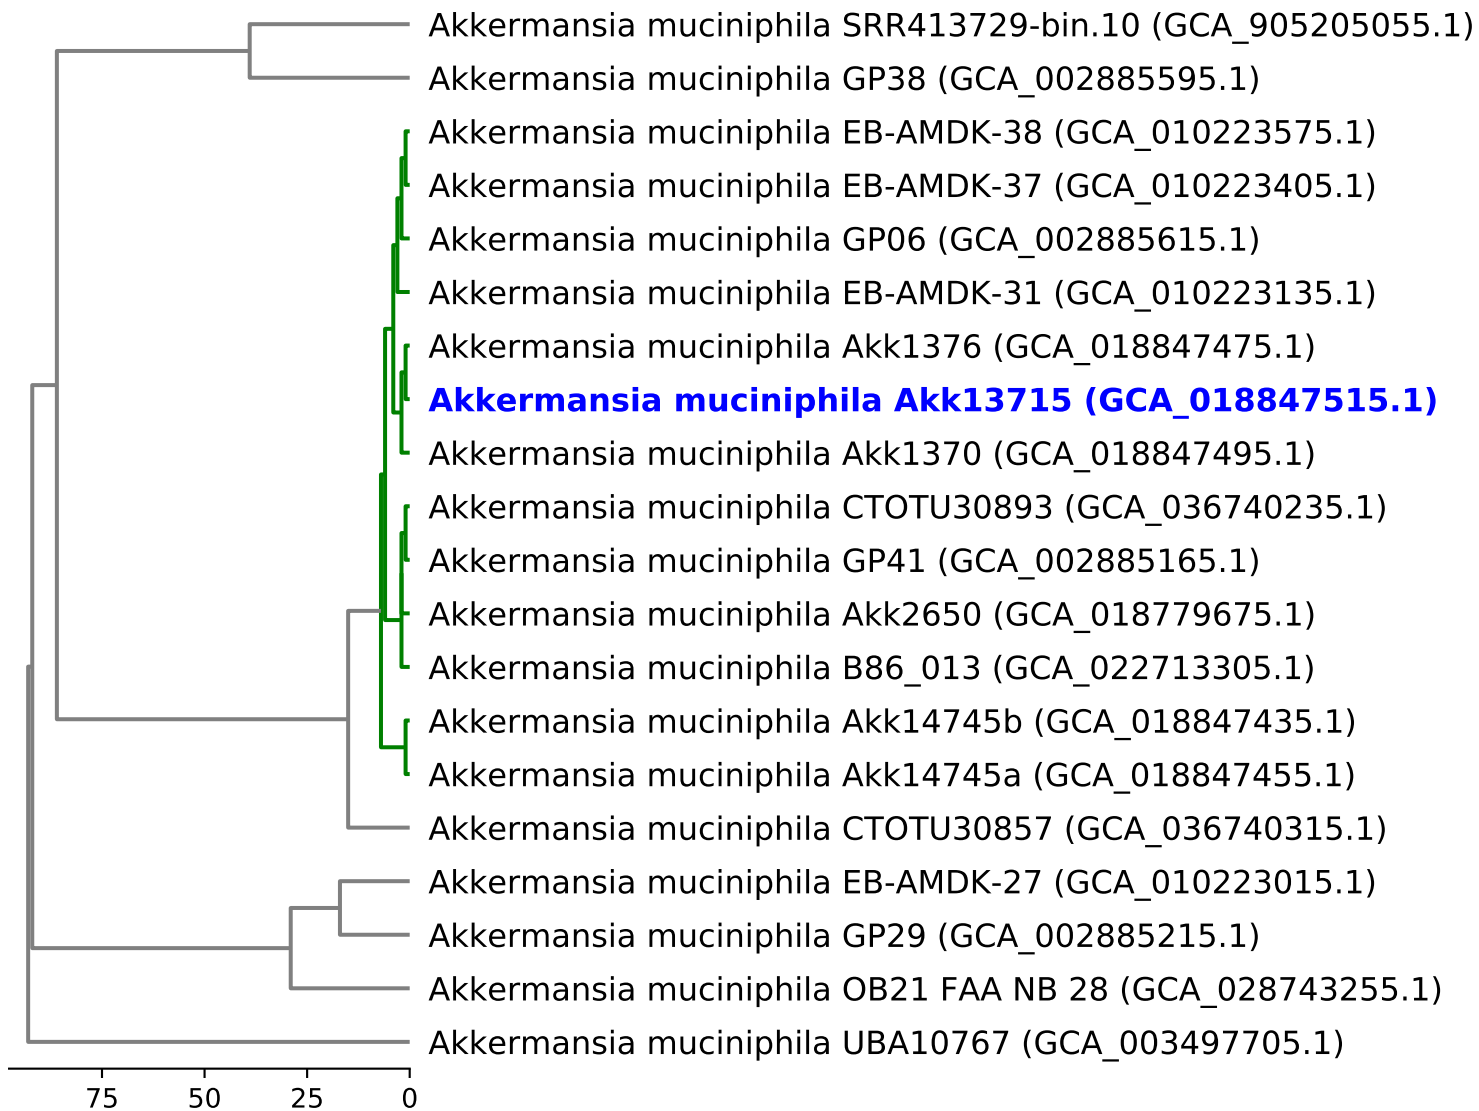 Akkermansia muciniphila SRR413729-bin.10 (GCA_905205055.1)
Akkermansia muciniphila GP38 (GCA_002885595.1)
Akkermansia muciniphila EB-AMDK-38 (GCA_010223575.1)
Akkermansia muciniphila EB-AMDK-37 (GCA_010223405.1)
Akkermansia muciniphila GP06 (GCA_002885615.1)
Akkermansia muciniphila EB-AMDK-31 (GCA_010223135.1)
Akkermansia muciniphila Akk1376 (GCA_018847475.1)
Akkermansia muciniphila Akk13715 (GCA_018847515.1)
Akkermansia muciniphila Akk1370 (GCA_018847495.1)
Akkermansia muciniphila CTOTU30893 (GCA_036740235.1)
Akkermansia muciniphila GP41 (GCA_002885165.1)
Akkermansia muciniphila Akk2650 (GCA_018779675.1)
Akkermansia muciniphila B86_013 (GCA_022713305.1)
Akkermansia muciniphila Akk14745b (GCA_018847435.1)
Akkermansia muciniphila Akk14745a (GCA_018847455.1)
Akkermansia muciniphila CTOTU30857 (GCA_036740315.1)
Akkermansia muciniphila EB-AMDK-27 (GCA_010223015.1)
Akkermansia muciniphila GP29 (GCA_002885215.1)
Akkermansia muciniphila OB21 FAA NB 28 (GCA_028743255.1)
Akkermansia muciniphila UBA10767 (GCA_003497705.1)
75 50 25 0